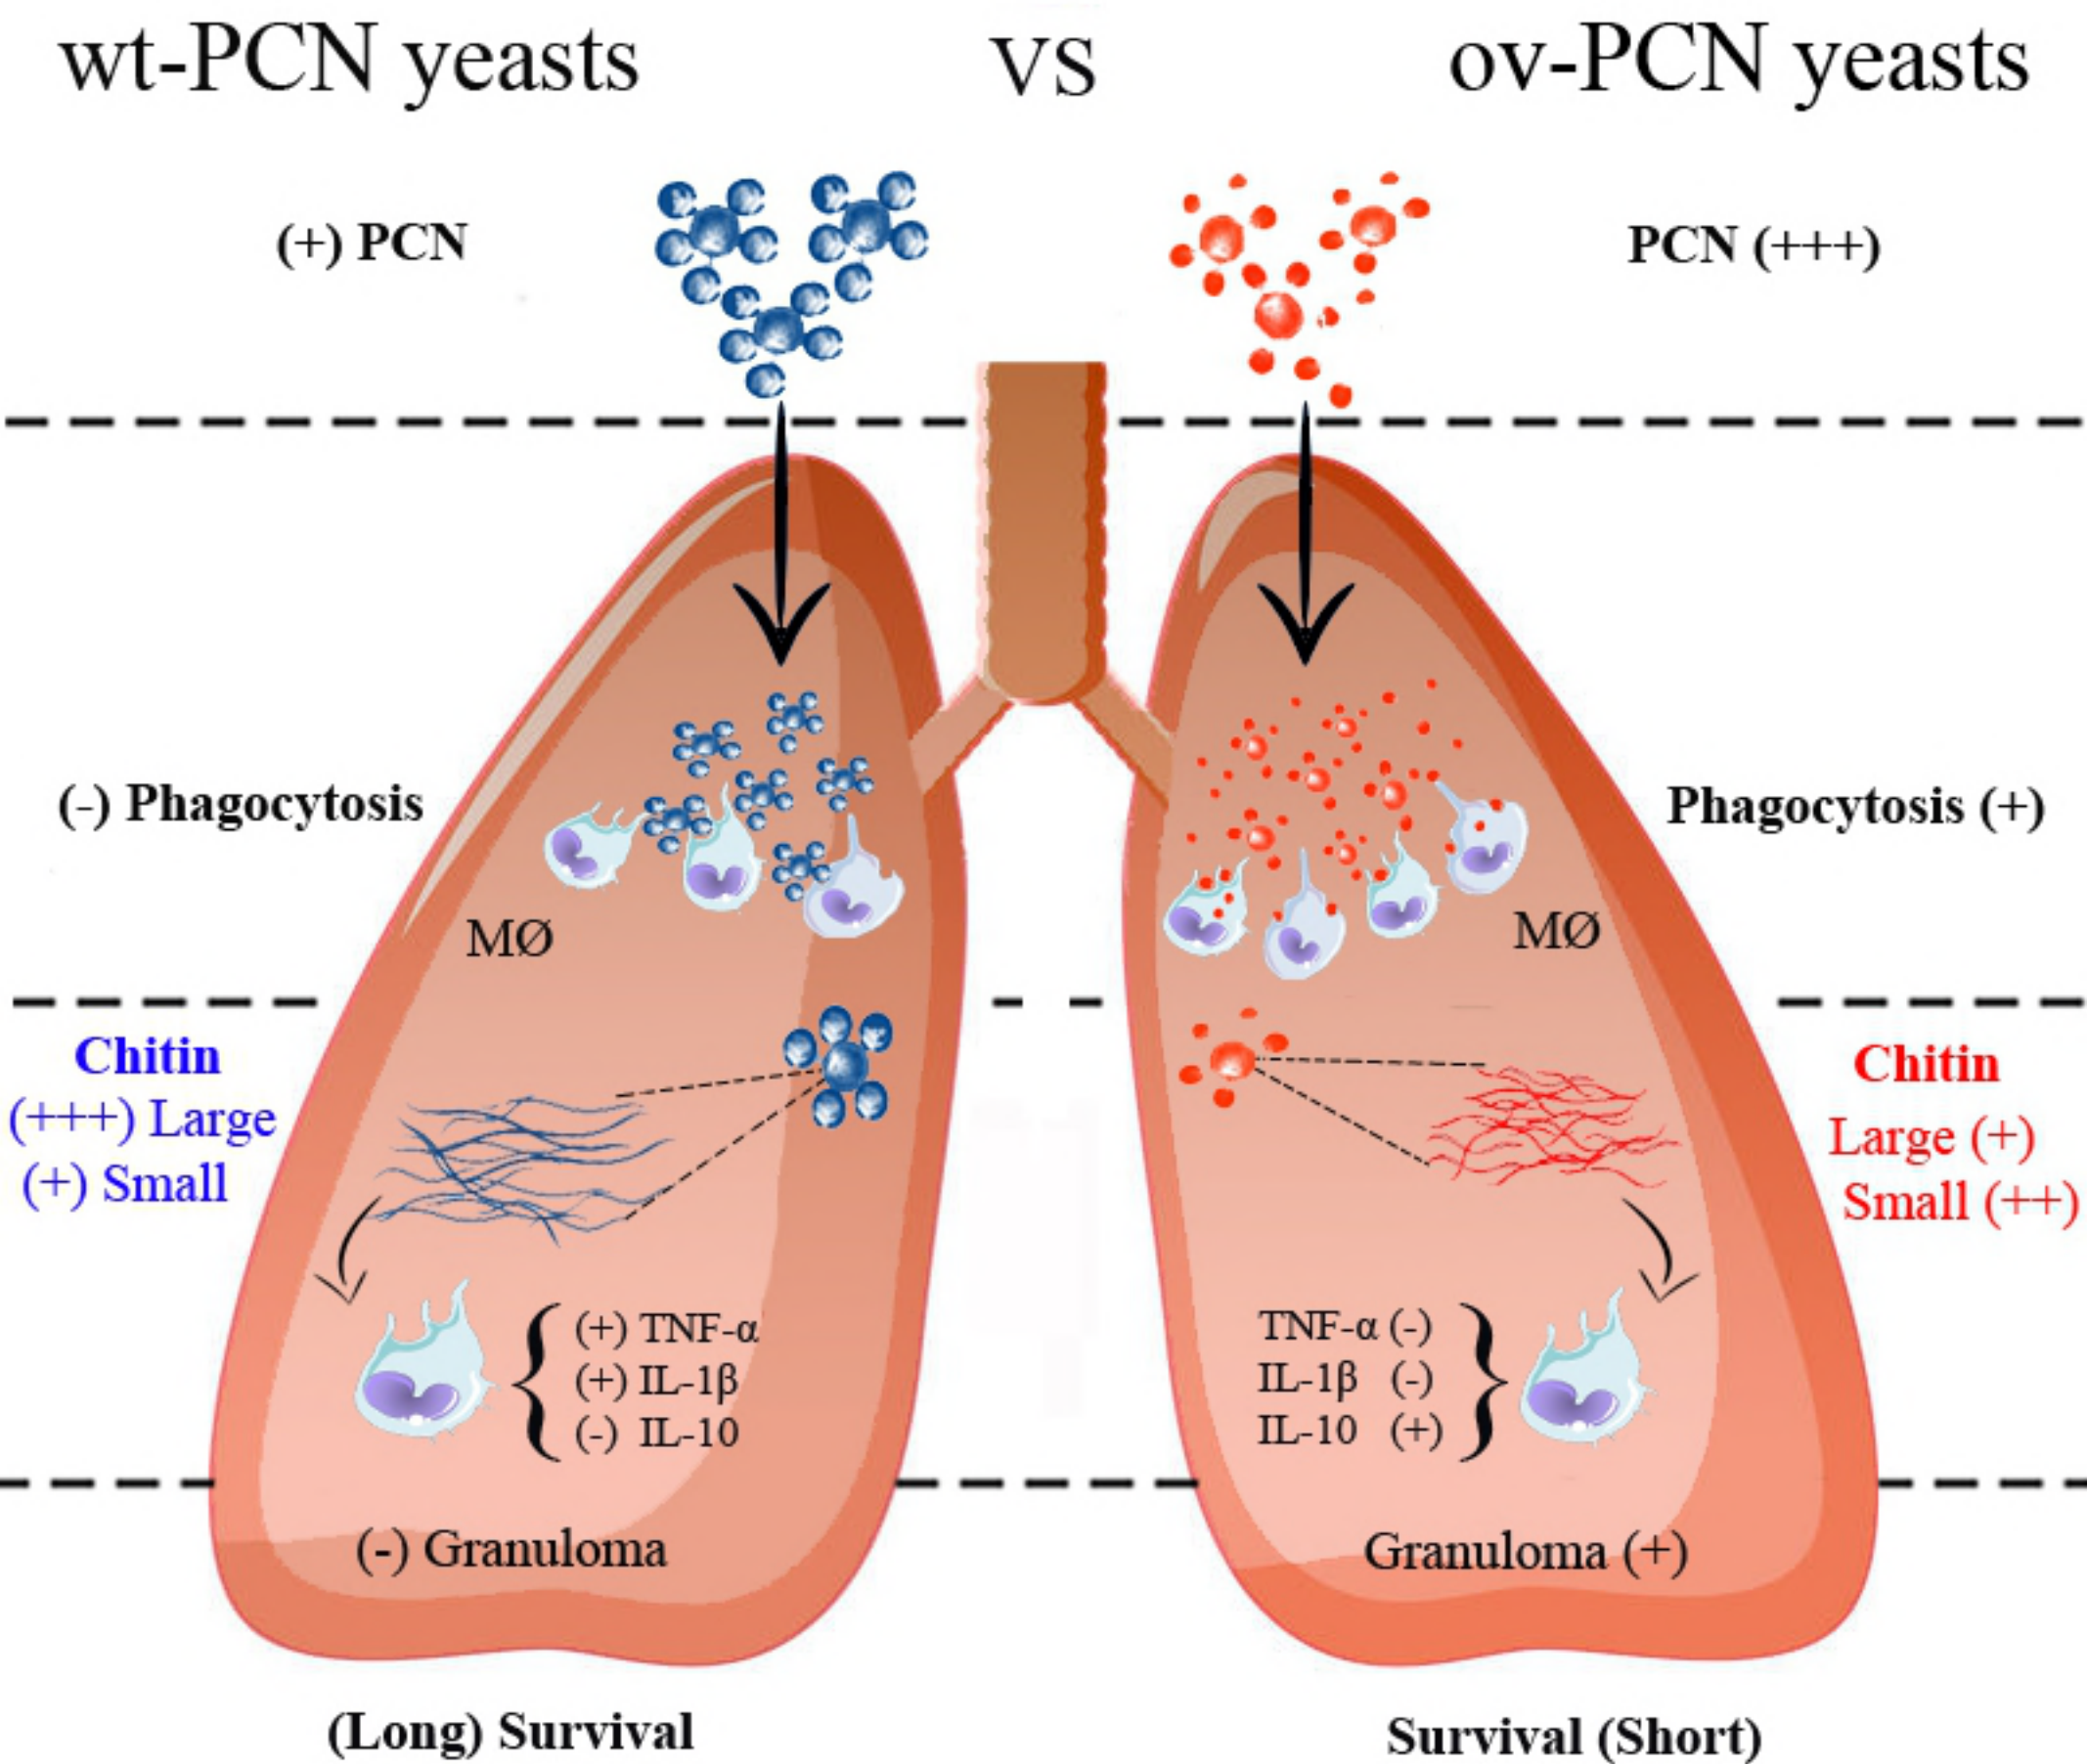 wt-PCN yeasts
VS
ov-PCN yeasts
(+) PCN
PCN (+++)
(-) Phagocytosis
Phagocytosis (+)
MØ
MØ
Chitin
(+++) Large
(+) Small
Chitin
Large (+)
Small (++)
(+) TNF-α
(+) IL-1β
(-) IL-10
TNF-α (-)
IL-1β (-)
IL-10 (+)
(-) Granuloma
Granuloma (+)
(Long) Survival
Survival (Short)